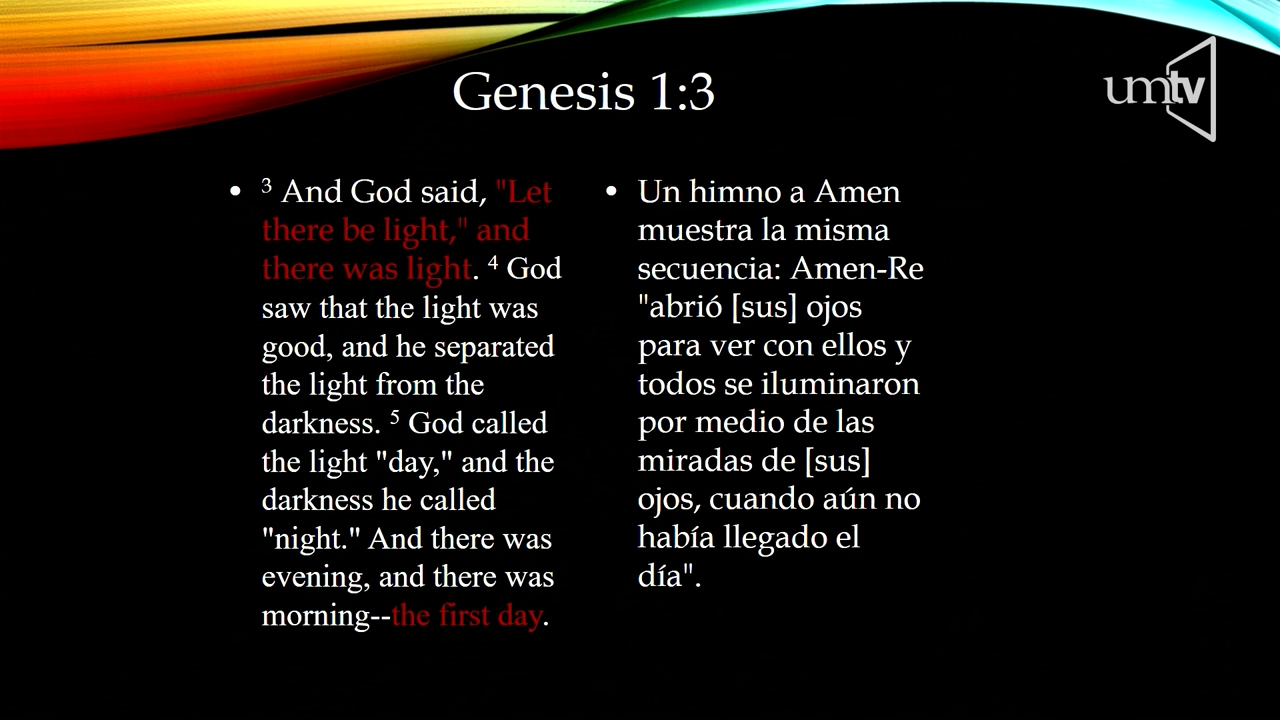 Genesis 1:3
umtv
• ³ And God said, "Let
there be light," and
there was light. ⁴ God
saw that the light was
good, and he separated
the light from the
darkness. ⁵ God called
the light "day," and the
darkness he called
"night." And there was
evening, and there was
morning--the first day.
• Un himno a Amen
muestra la misma
secuencia: Amen-Re
"abrió [sus] ojos
para ver con ellos y
todos se iluminaron
por medio de las
miradas de [sus]
ojos, cuando aún no
había llegado el
día".